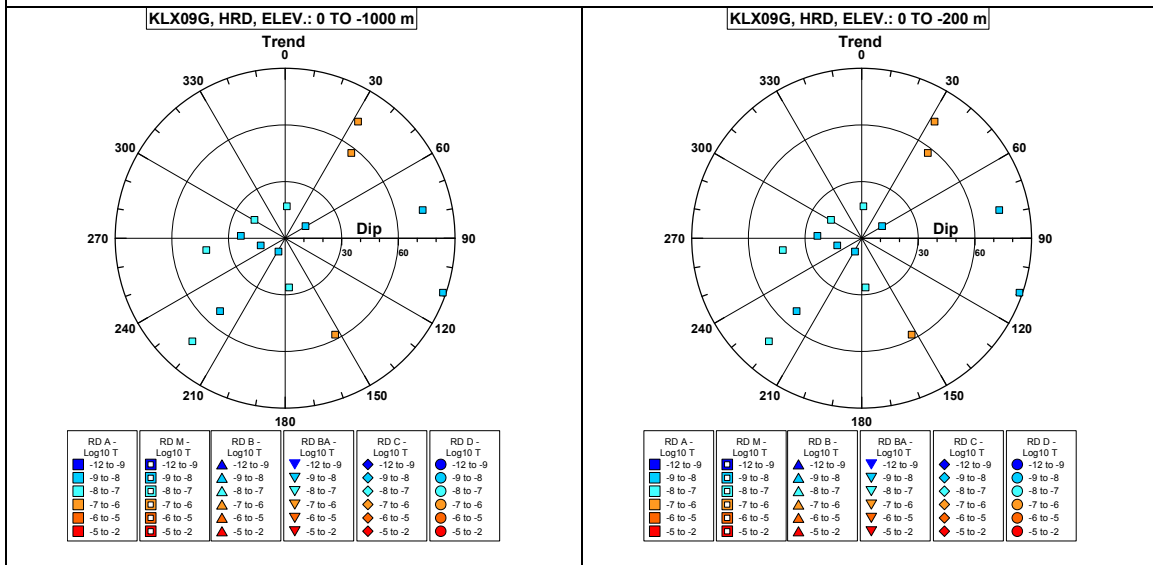 KLX09G, HRD, ELEV.: 0 TO -1000 m
Trend
0
330
30
300
60
Dip
270
30
60
90
240
120
210
150
180
RD A -
Log10 T
-12 to -9
-9 to -8
-8 to -7
-7 to -6
-6 to -5
-5 to -2
RD M -
Log10 T
-12 to -9
-9 to -8
-8 to -7
-7 to -6
-6 to -5
-5 to -2
RD B -
Log10 T
-12 to -9
-9 to -8
-8 to -7
-7 to -6
-6 to -5
-5 to -2
RD BA -
Log10 T
-12 to -9
-9 to -8
-8 to -7
-7 to -6
-6 to -5
-5 to -2
RD C -
Log10 T
-12 to -9
-9 to -8
-8 to -7
-7 to -6
-6 to -5
-5 to -2
RD D -
Log10 T
-12 to -9
-9 to -8
-8 to -7
-7 to -6
-6 to -5
-5 to -2
KLX09G, HRD, ELEV.: 0 TO -200 m
Trend
0
330
30
300
60
Dip
270
30
60
90
240
120
210
150
180
RD A -
Log10 T
-12 to -9
-9 to -8
-8 to -7
-7 to -6
-6 to -5
-5 to -2
RD M -
Log10 T
-12 to -9
-9 to -8
-8 to -7
-7 to -6
-6 to -5
-5 to -2
RD B -
Log10 T
-12 to -9
-9 to -8
-8 to -7
-7 to -6
-6 to -5
-5 to -2
RD BA -
Log10 T
-12 to -9
-9 to -8
-8 to -7
-7 to -6
-6 to -5
-5 to -2
RD C -
Log10 T
-12 to -9
-9 to -8
-8 to -7
-7 to -6
-6 to -5
-5 to -2
RD D -
Log10 T
-12 to -9
-9 to -8
-8 to -7
-7 to -6
-6 to -5
-5 to -2